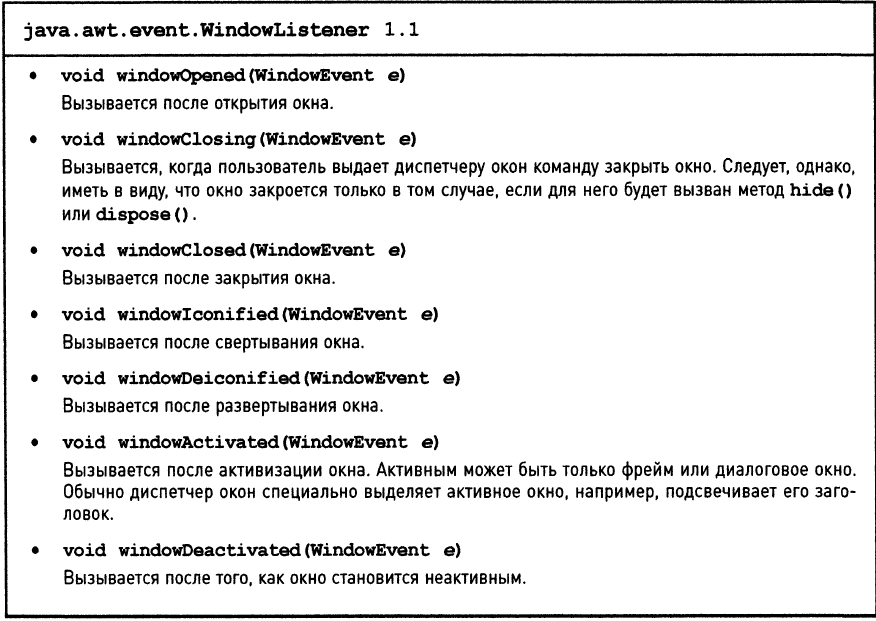 java.awt.event.WindowListener 1.1
• void windowOpened(WindowEvent e)
Вызывается после открытия окна.
• void windowClosing(WindowEvent e)
Вызывается, когда пользователь выдает диспетчеру окон команду закрыть окно. Следует, однако,
иметь в виду, что окно закроется только в том случае, если для него будет вызван метод hide()
или dispose().
• void windowClosed(WindowEvent e)
Вызывается после закрытия окна.
• void windowIconified(WindowEvent e)
Вызывается после свертывания окна.
• void windowDeiconified(WindowEvent e)
Вызывается после развертывания окна.
• void windowActivated(WindowEvent e)
Вызывается после активизации окна. Активным может быть только фрейм или диалоговое окно.
Обычно диспетчер окон специально выделяет активное окно, например, подсвечивает его заго-
ловок.
• void windowDeactivated(WindowEvent e)
Вызывается после того, как окно становится неактивным.